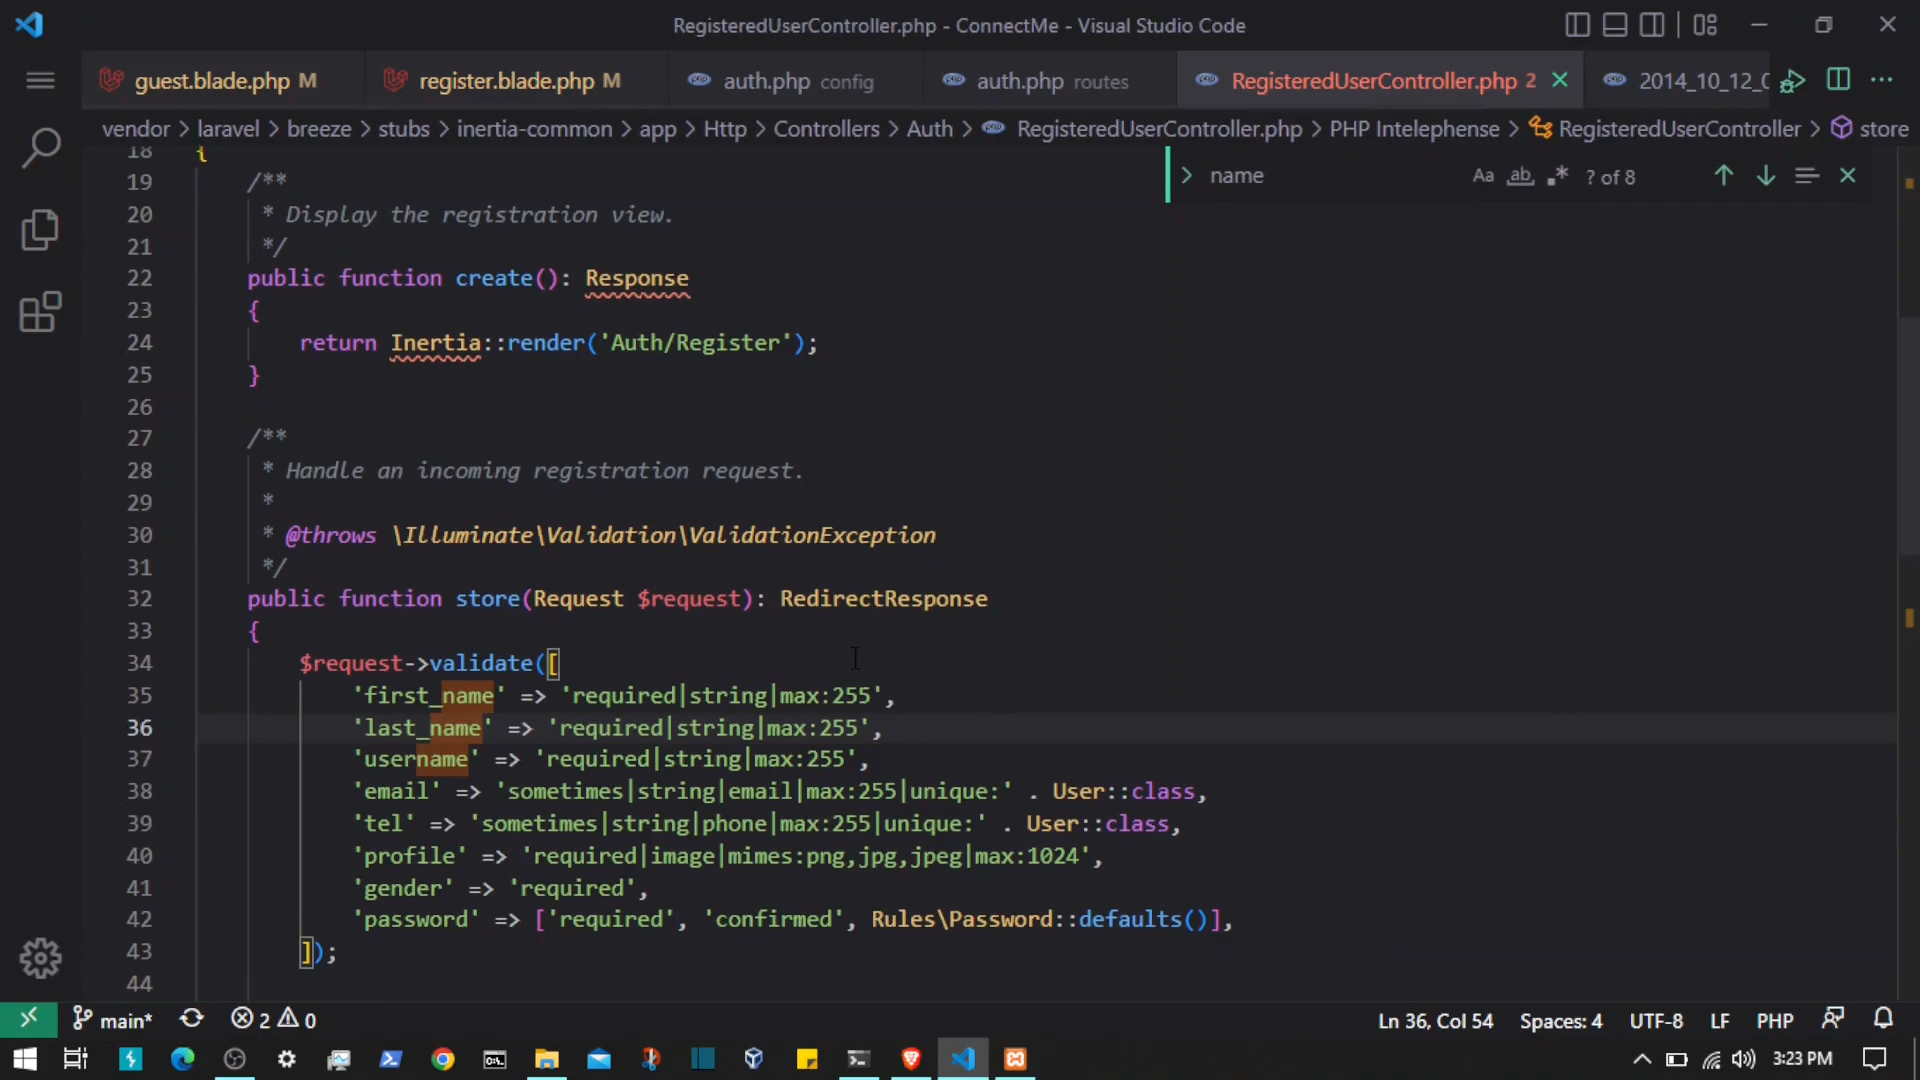 RegisteredUserController.php - ConnectMe - Visual Studio Code
guest.blade.php M
register.blade.php M
auth.php config
auth.php routes
RegisteredUserController.php 2
2014_10_12_0
vendor > laravel > breeze > stubs > inertia-common > app > Http > Controllers > Auth > RegisteredUserController.php > PHP Intelephense > RegisteredUserController > store
name
Aa ab .* ? of 8
18 {
19 /**
20 * Display the registration view.
21 */
22 public function create(): Response
23 {
24 return Inertia::render('Auth/Register');
25 }
26
27 /**
28 * Handle an incoming registration request.
29 *
30 * @throws \Illuminate\Validation\ValidationException
31 */
32 public function store(Request $request): RedirectResponse
33 {
34 $request->validate([
35 'first_name' => 'required|string|max:255',
36 'last_name' => 'required|string|max:255',
37 'username' => 'required|string|max:255',
38 'email' => 'sometimes|string|email|max:255|unique:' . User::class,
39 'tel' => 'sometimes|string|phone|max:255|unique:' . User::class,
40 'profile' => 'required|image|mimes:png,jpg,jpeg|max:1024',
41 'gender' => 'required',
42 'password' => ['required', 'confirmed', Rules\Password::defaults()],
43 ]);
44
main* 2 0
Ln 36, Col 54
Spaces: 4
UTF-8
LF
PHP
3:23 PM